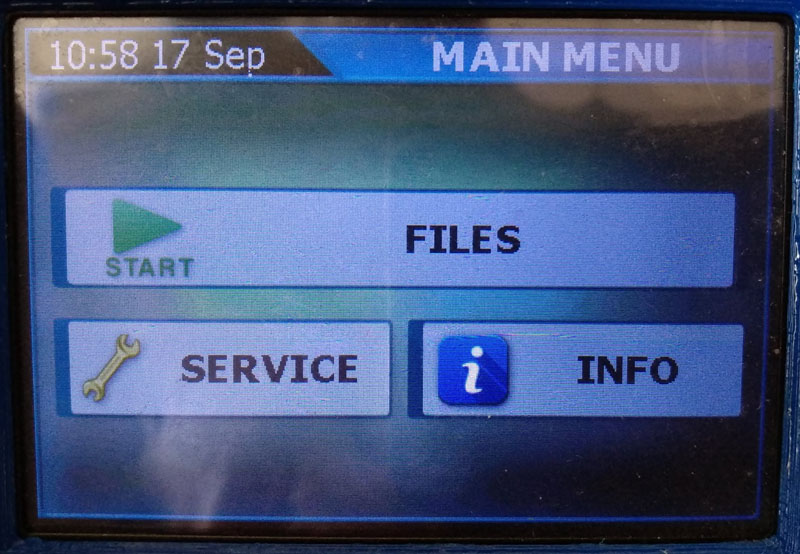 10:58 17 Sep
MAIN MENU
START
FILES
SERVICE
i
INFO